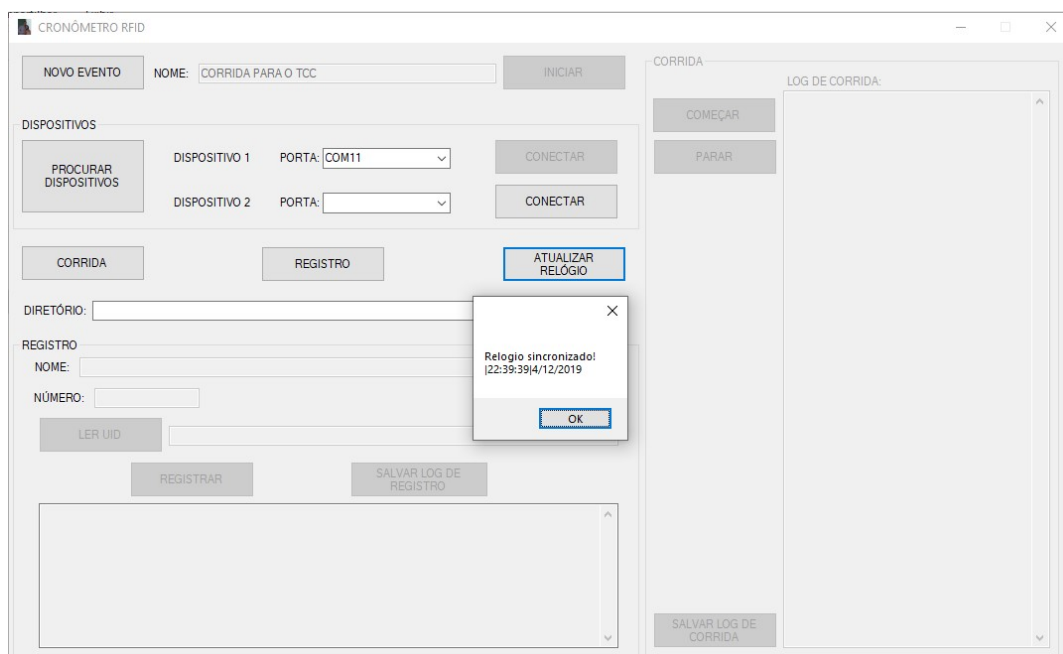 CRONÔMETRO RFID
NOVO EVENTO
NOME: CORRIDA PARA O TCC
INICIAR
DISPOSITIVOS
PROCURAR
DISPOSITIVOS
DISPOSITIVO 1 PORTA: COM11
CONECTAR
DISPOSITIVO 2 PORTA:
CONECTAR
CORRIDA
REGISTRO
ATUALIZAR
RELÓGIO
DIRETÓRIO:
REGISTRO
NOME:
NÚMERO:
LER UID
REGISTRAR
SALVAR LOG DE
REGISTRO
Relogio sincronizado!
|22:39:39|4/12/2019
OK
CORRIDA
LOG DE CORRIDA:
COMEÇAR
PARAR
SALVAR LOG DE
CORRIDA